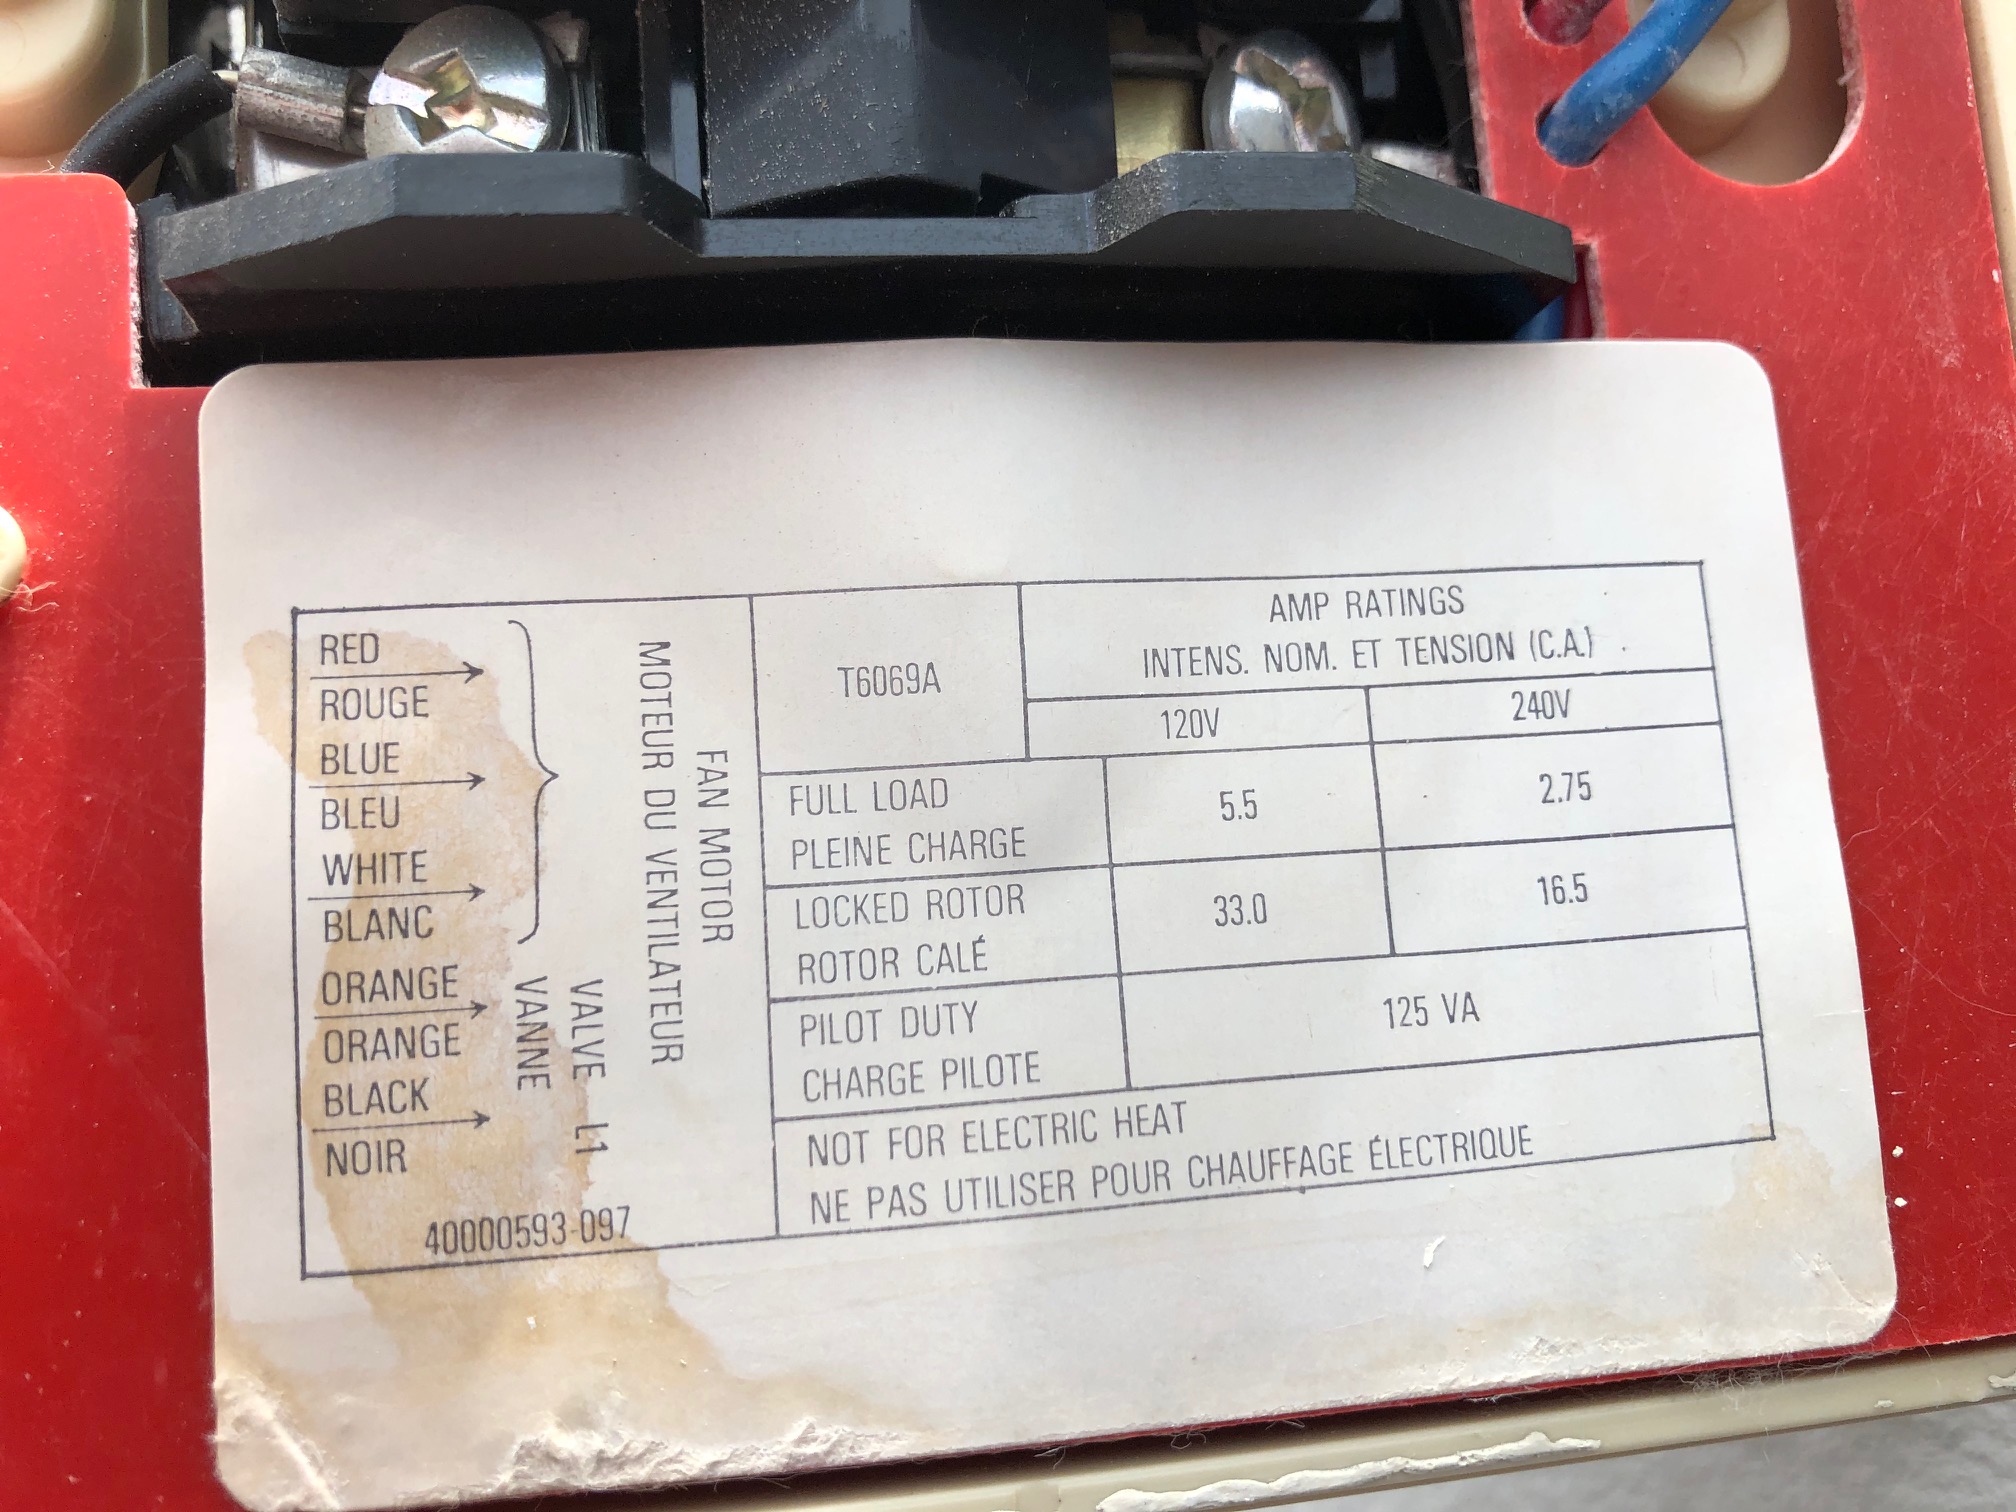 RED
ROUGE
BLUE
BLEU
WHITE
BLANC
ORANGE
ORANGE
BLACK
NOIR
FAN MOTOR
MOTEUR DU VENTILATEUR
VALVE
VANNE
L1
40000593-097
T6069A
AMP RATINGS
INTENS. NOM. ET TENSION (C.A.)
120V 240V
FULL LOAD
PLEINE CHARGE
5.5 2.75
LOCKED ROTOR
ROTOR CALÉ
33.0 16.5
PILOT DUTY
CHARGE PILOTE
125 VA
NOT FOR ELECTRIC HEAT
NE PAS UTILISER POUR CHAUFFAGE ÉLECTRIQUE